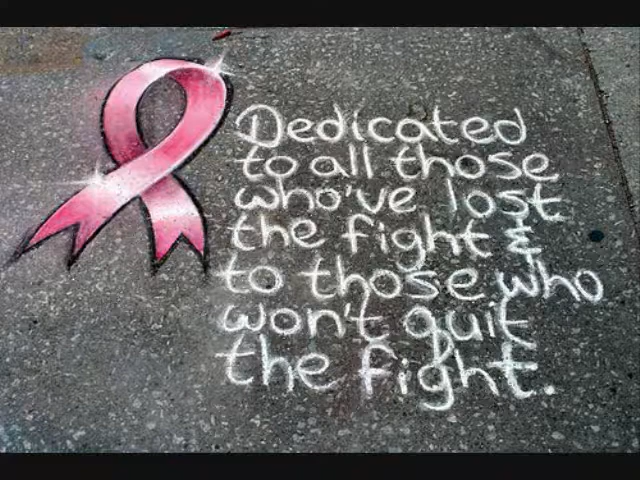 Dedicated
to all those
who've lost
the fight &
to those who
won't quit
the fight.